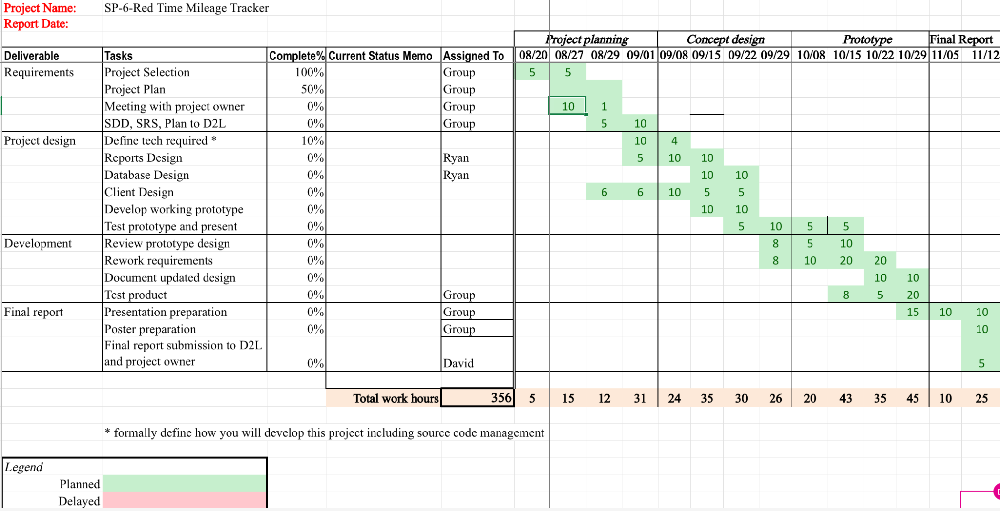 Project Name: SP-6-Red Time Mileage Tracker
Report Date:
Project planning Concept design Prototype Final Report
Deliverable Tasks Complete% Current Status Memo Assigned To 08/20 08/27 08/29 09/01 09/08 09/15 09/22 09/29 10/08 10/15 10/22 10/29 11/05 11/12
Requirements Project Selection 100% Group 5 5
Project Plan 50% Group
Meeting with project owner 0% Group 10 1
SDD, SRS, Plan to D2L 0% Group 5 10
Project design Define tech required * 10% 10 4
Reports Design 0% Ryan 5 10 10
Database Design 0% Ryan 10 10
Client Design 0% 6 6 10 5 5
Develop working prototype 0% 10 10
Test prototype and present 0% 5 10 5 5
Development Review prototype design 0% 8 5 10
Rework requirements 0% 8 10 20 20
Document updated design 0% 10 10
Test product 0% Group 8 5 20
Final report Presentation preparation 0% Group 15 10 10
Poster preparation 0% Group 10
Final report submission to D2L
and project owner 0% David 5
Total work hours 356 5 15 12 31 24 35 30 26 20 43 35 45 10 25
* formally define how you will develop this project including source code management
Legend
Planned
Delayed